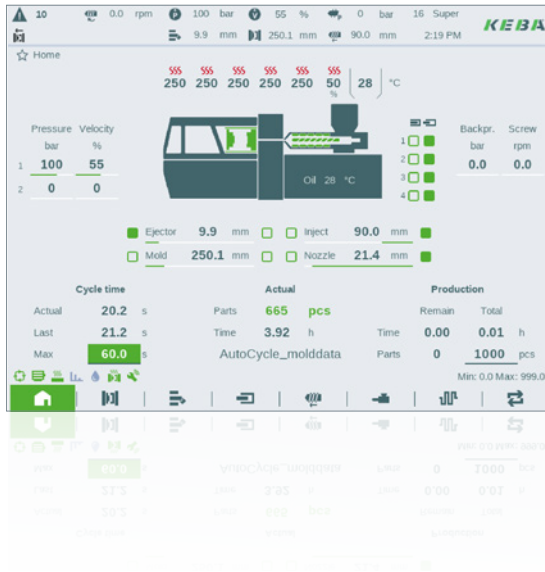 10 0.0 rpm 100 bar 55 % 0 bar 16 Super KEBA
9.9 mm 250.1 mm 90.0 mm 2:19 PM
Home
250 250 250 250 250 50 % 28 °C
Pressure Velocity Backpr. Screw
bar % bar rpm
1 100 55 0.0 0.0
2 0 0
1
2
3
4
Oil 28 °C
Ejector 9.9 mm Inject 90.0 mm
Mold 250.1 mm Nozzle 21.4 mm
Cycle time Actual Production
Actual 20.2 s Parts 665 pcs Remain Total
Last 21.2 s Time 3.92 h Time 0.00 0.01 h
Max 60.0 s AutoCycle_molddata Parts 0 1000 pcs
Min: 0.0 Max: 999.0